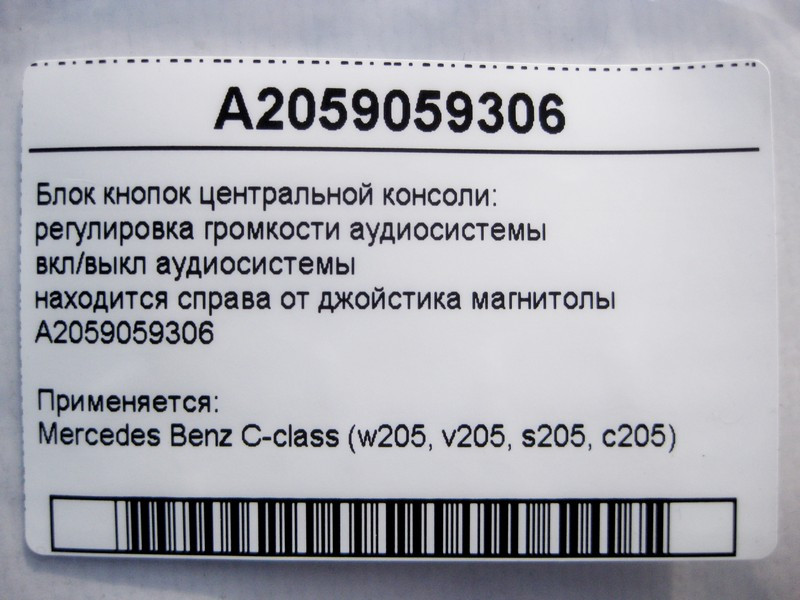 A2059059306
Блок кнопок центральной консоли:
регулировка громкости аудиосистемы
вкл/выкл аудиосистемы
находится справа от джойстика магнитолы
A2059059306
Применяется:
Mercedes Benz C-class (w205, v205, s205, c205)